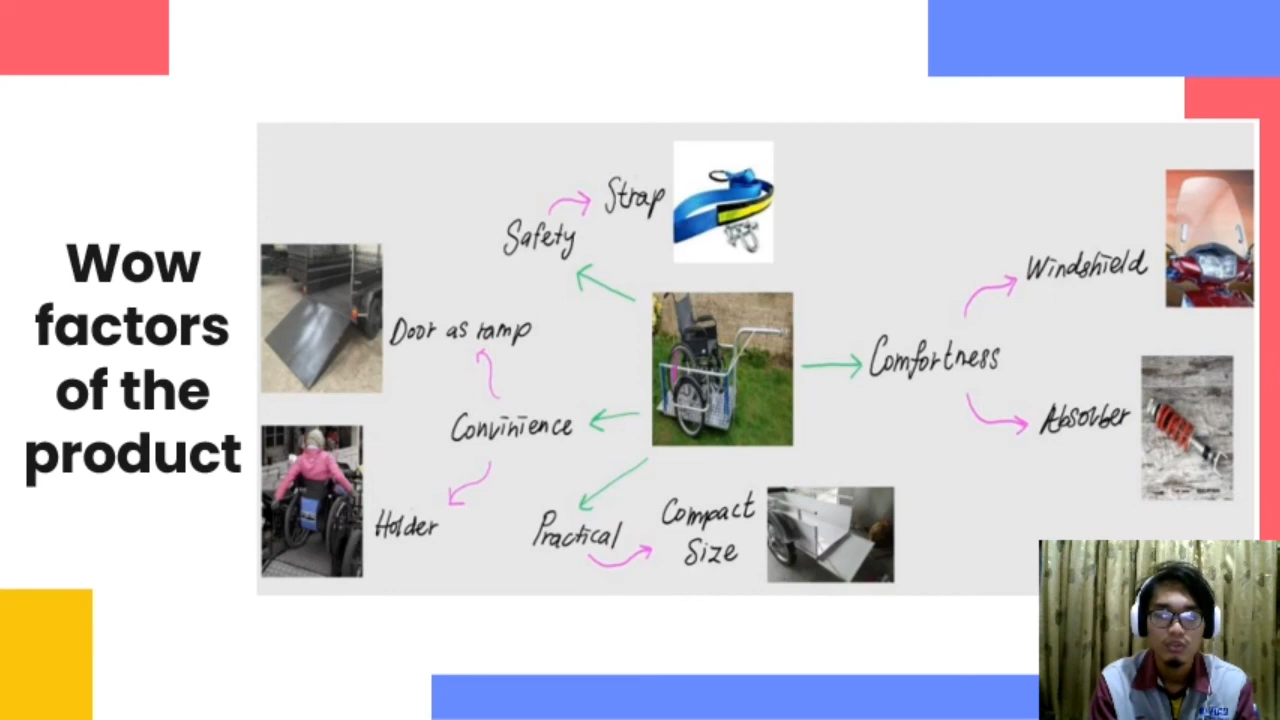 Wow
factors
of the
product
Strap
Safety
Windshield
Door as ramp
Comfortness
Absorber
Convinience
Compact
Size
Holder
Practical